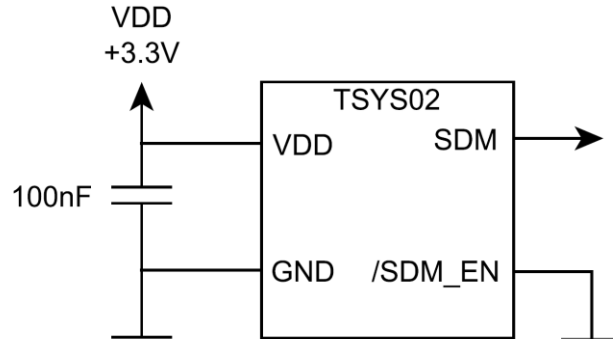 VDD
+3.3V
TSYS02
VDD
SDM
100nF
GND
/SDM_EN